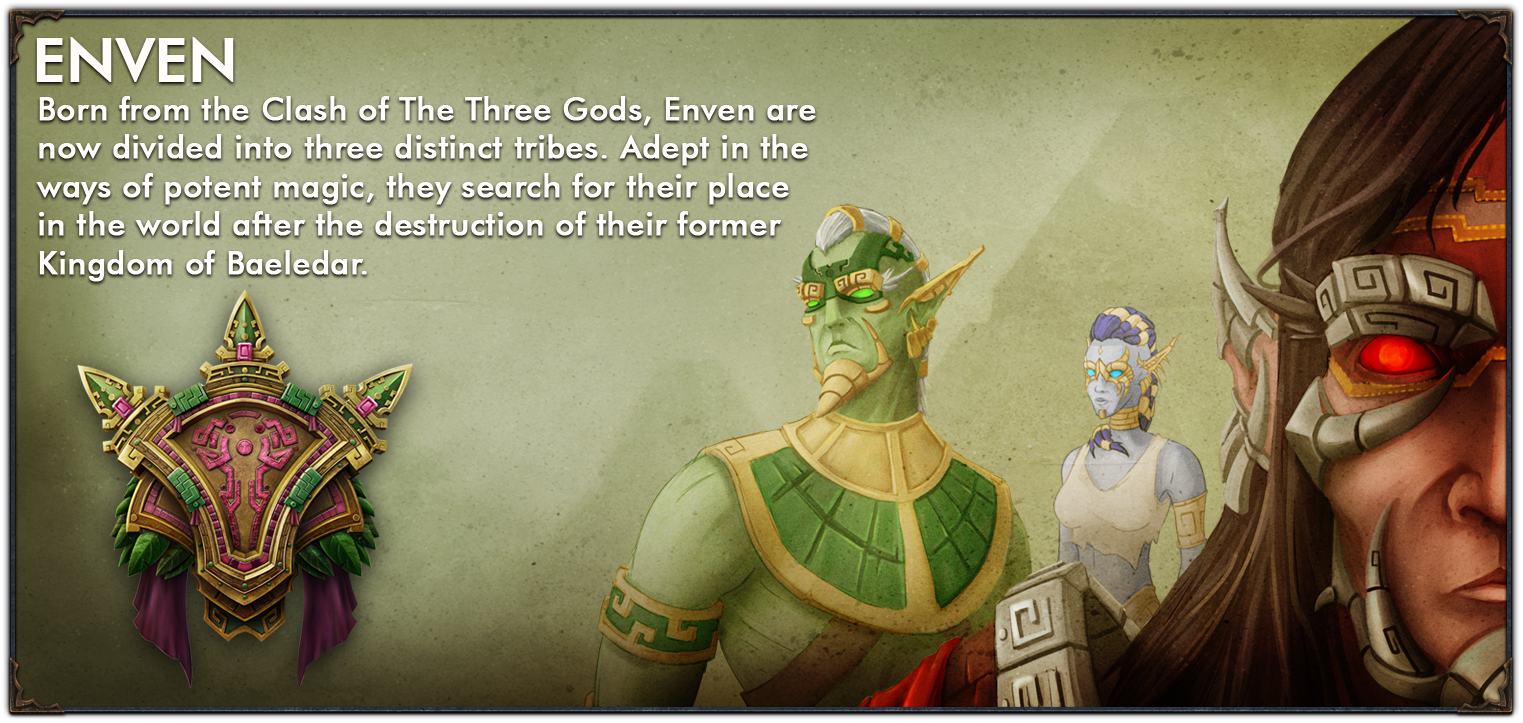 ENVEN
Born from the Clash of The Three Gods, Enven are
now divided into three distinct tribes. Adept in the
ways of potent magic, they search for their place
in the world after the destruction of their former
Kingdom of Baeledar.